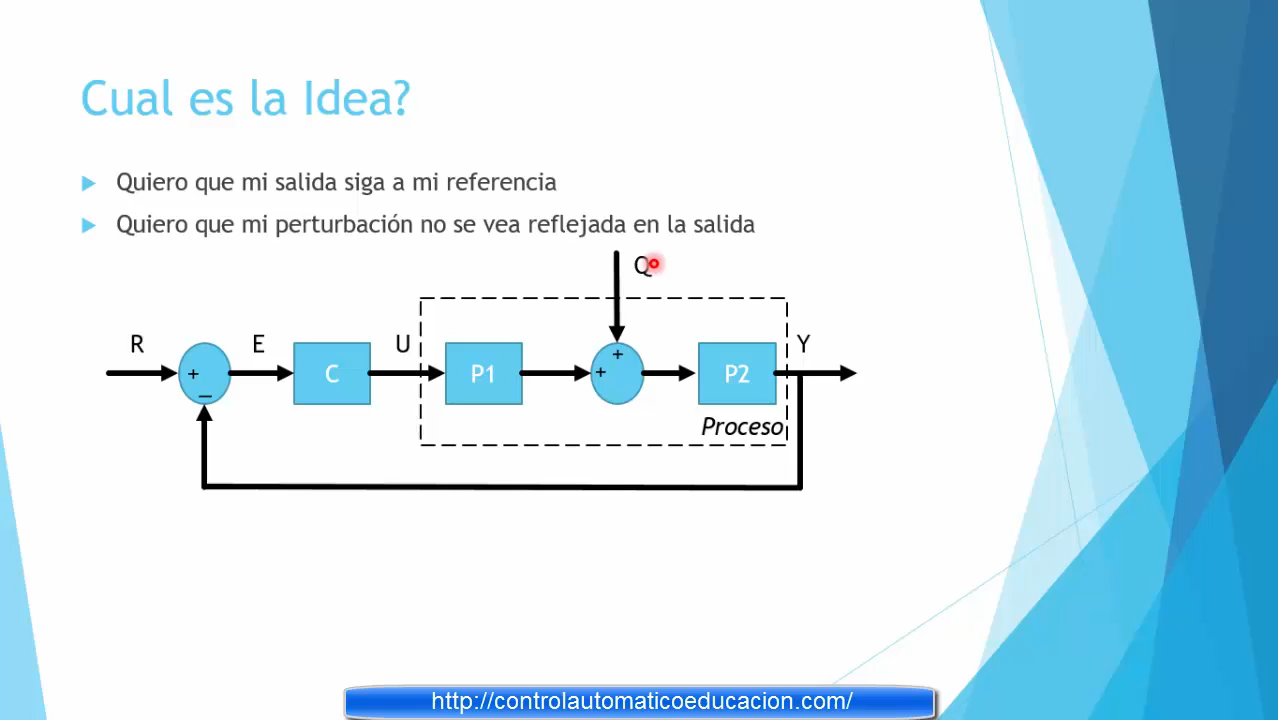 Cual es la Idea?
Quiero que mi salida siga a mi referencia
Quiero que mi perturbación no se vea reflejada en la salida
Q
R
E
U
Y
+
+
+
_
C
P1
P2
Proceso
http://controlautomaticoeducacion.com/